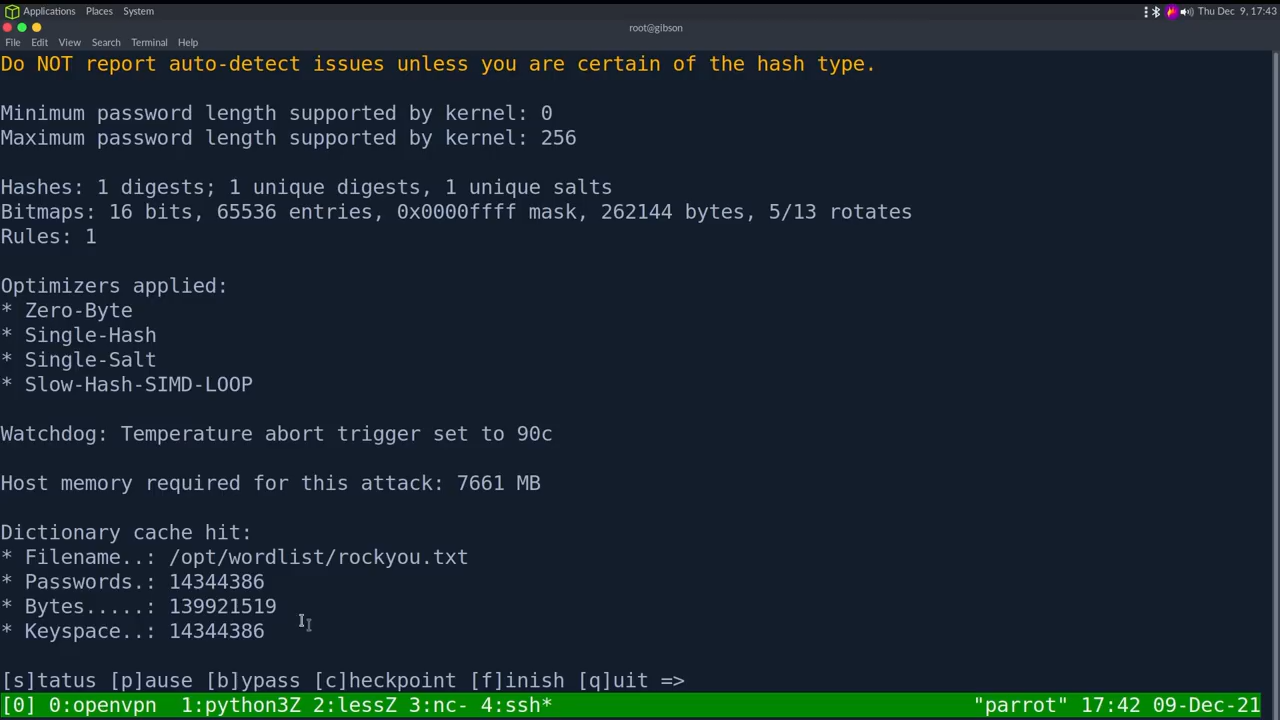 Applications Places System Thu Dec 9, 17:43
root@gibson
File Edit View Search Terminal Help
Do NOT report auto-detect issues unless you are certain of the hash type.
Minimum password length supported by kernel: 0
Maximum password length supported by kernel: 256
Hashes: 1 digests; 1 unique digests, 1 unique salts
Bitmaps: 16 bits, 65536 entries, 0x0000ffff mask, 262144 bytes, 5/13 rotates
Rules: 1
Optimizers applied:
* Zero-Byte
* Single-Hash
* Single-Salt
* Slow-Hash-SIMD-LOOP
Watchdog: Temperature abort trigger set to 90c
Host memory required for this attack: 7661 MB
Dictionary cache hit:
* Filename..: /opt/wordlist/rockyou.txt
* Passwords.: 14344386
* Bytes.....: 139921519
* Keyspace..: 14344386
[s]tatus [p]ause [b]ypass [c]heckpoint [f]inish [q]uit =>
[0] 0:openvpn  1:python3Z 2:lessZ 3:nc- 4:ssh* "parrot" 17:42 09-Dec-21